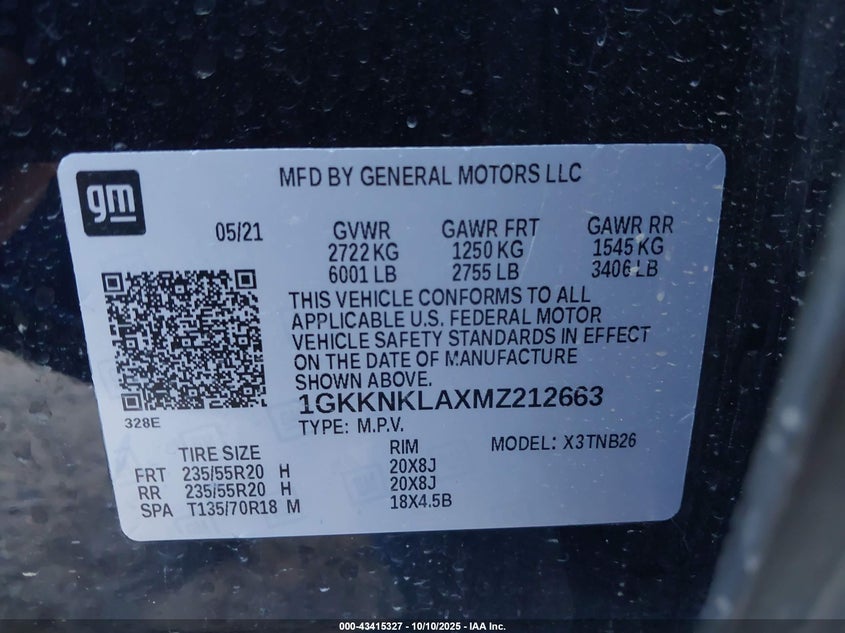 gm
MFD BY GENERAL MOTORS LLC
05/21
GVWR GAWR FRT GAWR RR
2722 KG 1250 KG 1545 KG
6001 LB 2755 LB 3406 LB
THIS VEHICLE CONFORMS TO ALL
APPLICABLE U.S. FEDERAL MOTOR
VEHICLE SAFETY STANDARDS IN EFFECT
ON THE DATE OF MANUFACTURE
SHOWN ABOVE.
328E
1GKKNKLAXMZ212663
TYPE: M.P.V.
MODEL: X3TNB26
TIRE SIZE RIM
FRT 235/55R20 H 20X8J
RR 235/55R20 H 20X8J
SPA T135/70R18 M 18X4.5B
000-43415327 - 10/10/2025 - IAA Inc.